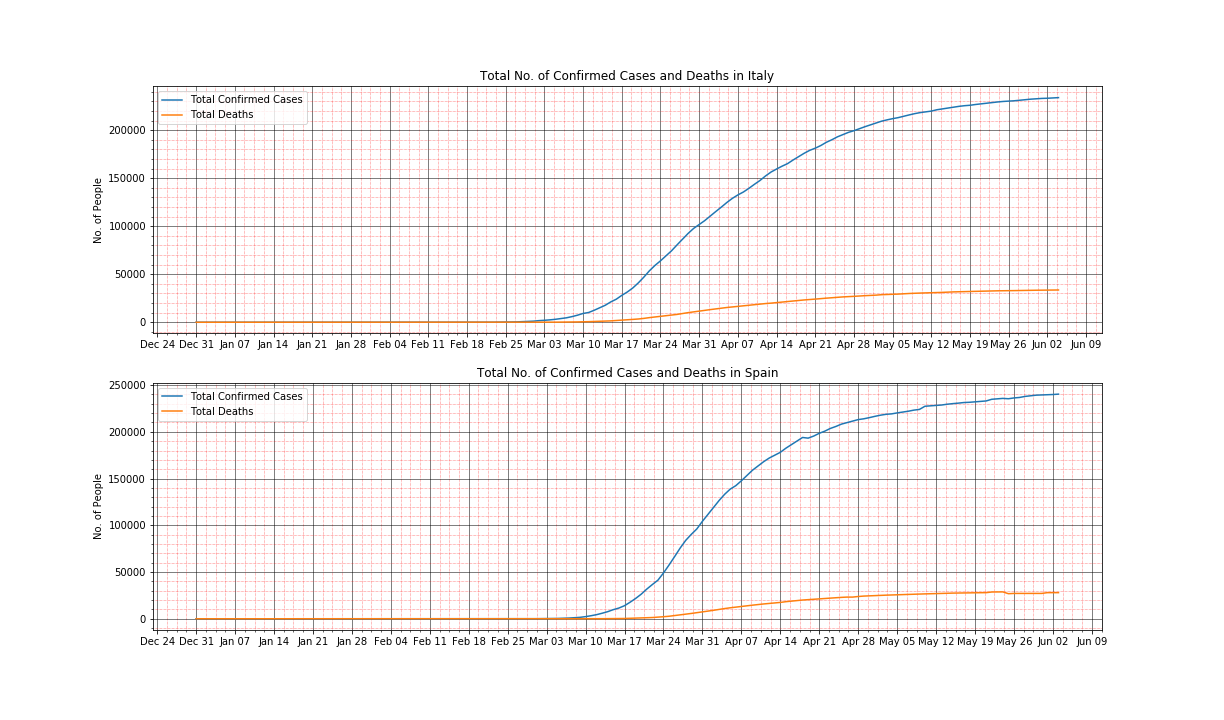 Total No. of Confirmed Cases and Deaths in Italy
Total Confirmed Cases
Total Deaths
No. of People
200000
150000
100000
50000
0
Dec 24 Dec 31 Jan 07 Jan 14 Jan 21 Jan 28 Feb 04 Feb 11 Feb 18 Feb 25 Mar 03 Mar 10 Mar 17 Mar 24 Mar 31 Apr 07 Apr 14 Apr 21 Apr 28 May 05 May 12 May 19 May 26 Jun 02 Jun 09
Total No. of Confirmed Cases and Deaths in Spain
Total Confirmed Cases
Total Deaths
No. of People
250000
200000
150000
100000
50000
0
Dec 24 Dec 31 Jan 07 Jan 14 Jan 21 Jan 28 Feb 04 Feb 11 Feb 18 Feb 25 Mar 03 Mar 10 Mar 17 Mar 24 Mar 31 Apr 07 Apr 14 Apr 21 Apr 28 May 05 May 12 May 19 May 26 Jun 02 Jun 09